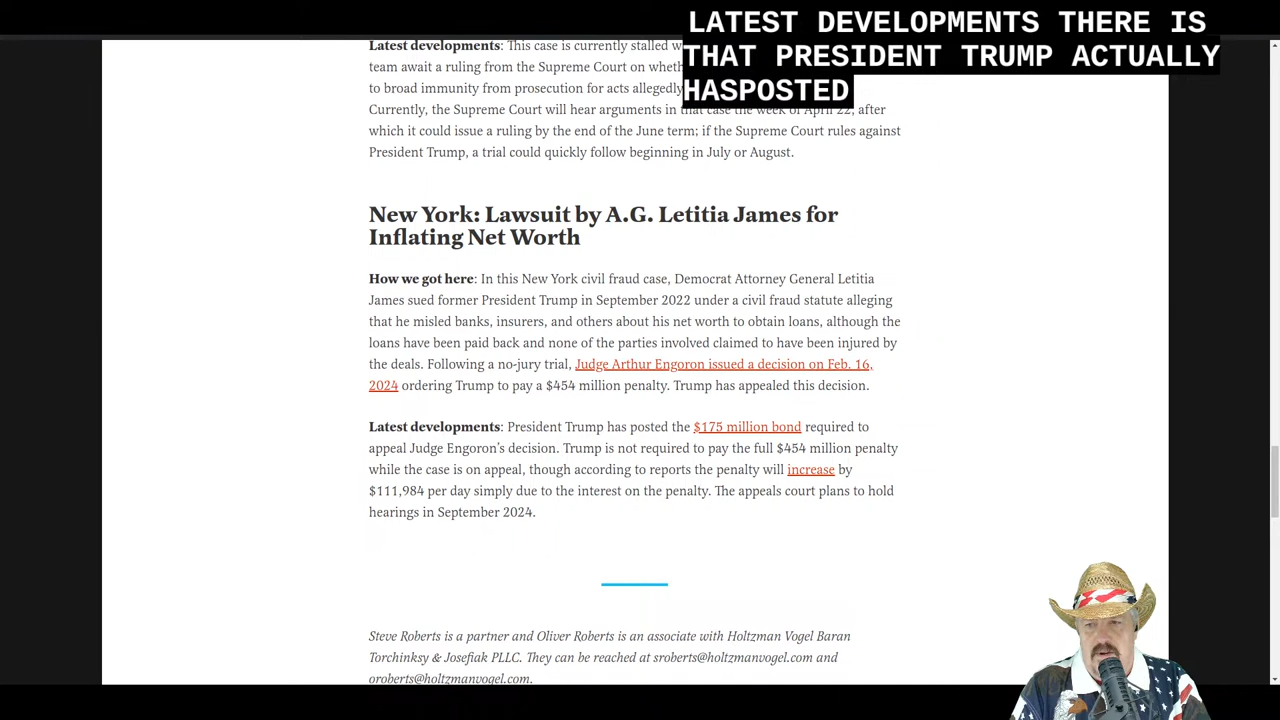 LATEST DEVELOPMENTS THERE IS
THAT PRESIDENT TRUMP ACTUALLY
HASPOSTED
Latest developments: This case is currently stalled
team await a ruling from the Supreme Court on
to broad immunity from prosecution for acts allegedly
Currently, the Supreme Court will hear arguments in that case the week of April 22, after
which it could issue a ruling by the end of the June term; if the Supreme Court rules against
President Trump, a trial could quickly follow beginning in July or August.
New York: Lawsuit by A.G. Letitia James for
Inflating Net Worth
How we got here: In this New York civil fraud case, Democrat Attorney General Letitia
James sued former President Trump in September 2022 under a civil fraud statute alleging
that he misled banks, insurers, and others about his net worth to obtain loans, although the
loans have been paid back and none of the parties involved claimed to have been injured by
the deals. Following a no-jury trial, Judge Arthur Engoron issued a decision on Feb. 16,
2024 ordering Trump to pay a $454 million penalty. Trump has appealed this decision.
Latest developments: President Trump has posted the $175 million bond required to
appeal Judge Engoron's decision. Trump is not required to pay the full $454 million penalty
while the case is on appeal, though according to reports the penalty will increase by
$111,984 per day simply due to the interest on the penalty. The appeals court plans to hold
hearings in September 2024.
Steve Roberts is a partner and Oliver Roberts is an associate with Holtzman Vogel Baran
Torchinksy & Josefiak PLLC. They can be reached at sroberts@holtzmanvogel.com and
oroberts@holtzmanvogel.com.